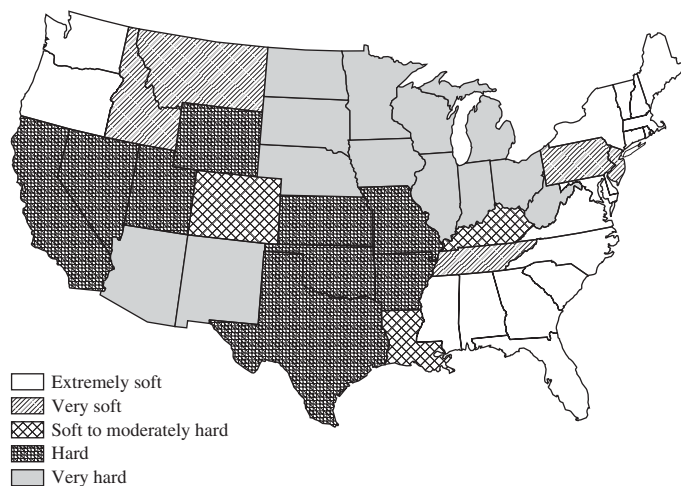 Extremely soft
Very soft
Soft to moderately hard
Hard
Very hard